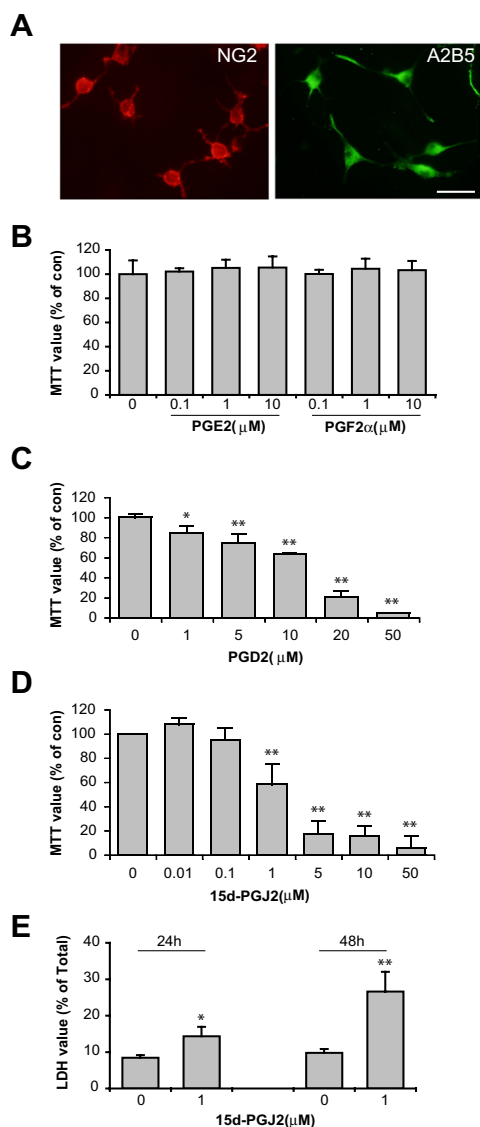 A
NG2
A2B5
B
MTT value (% of con)
120
100
80
60
40
20
0
0 0.1 1 10 0.1 1 10
PGE2(μM) PGF2α(μM)
C
MTT value (% of con)
120
100
80
60
40
20
0
* ** ** ** **
0 1 5 10 20 50
PGD2(μM)
D
MTT value (% of con)
120
100
80
60
40
20
0
** ** ** **
0 0.01 0.1 1 5 10 50
15d-PGJ2(μM)
E
LDH value (% of Total)
40
30
20
10
0
24h 48h
* **
0 1 0 1
15d-PGJ2(μM)